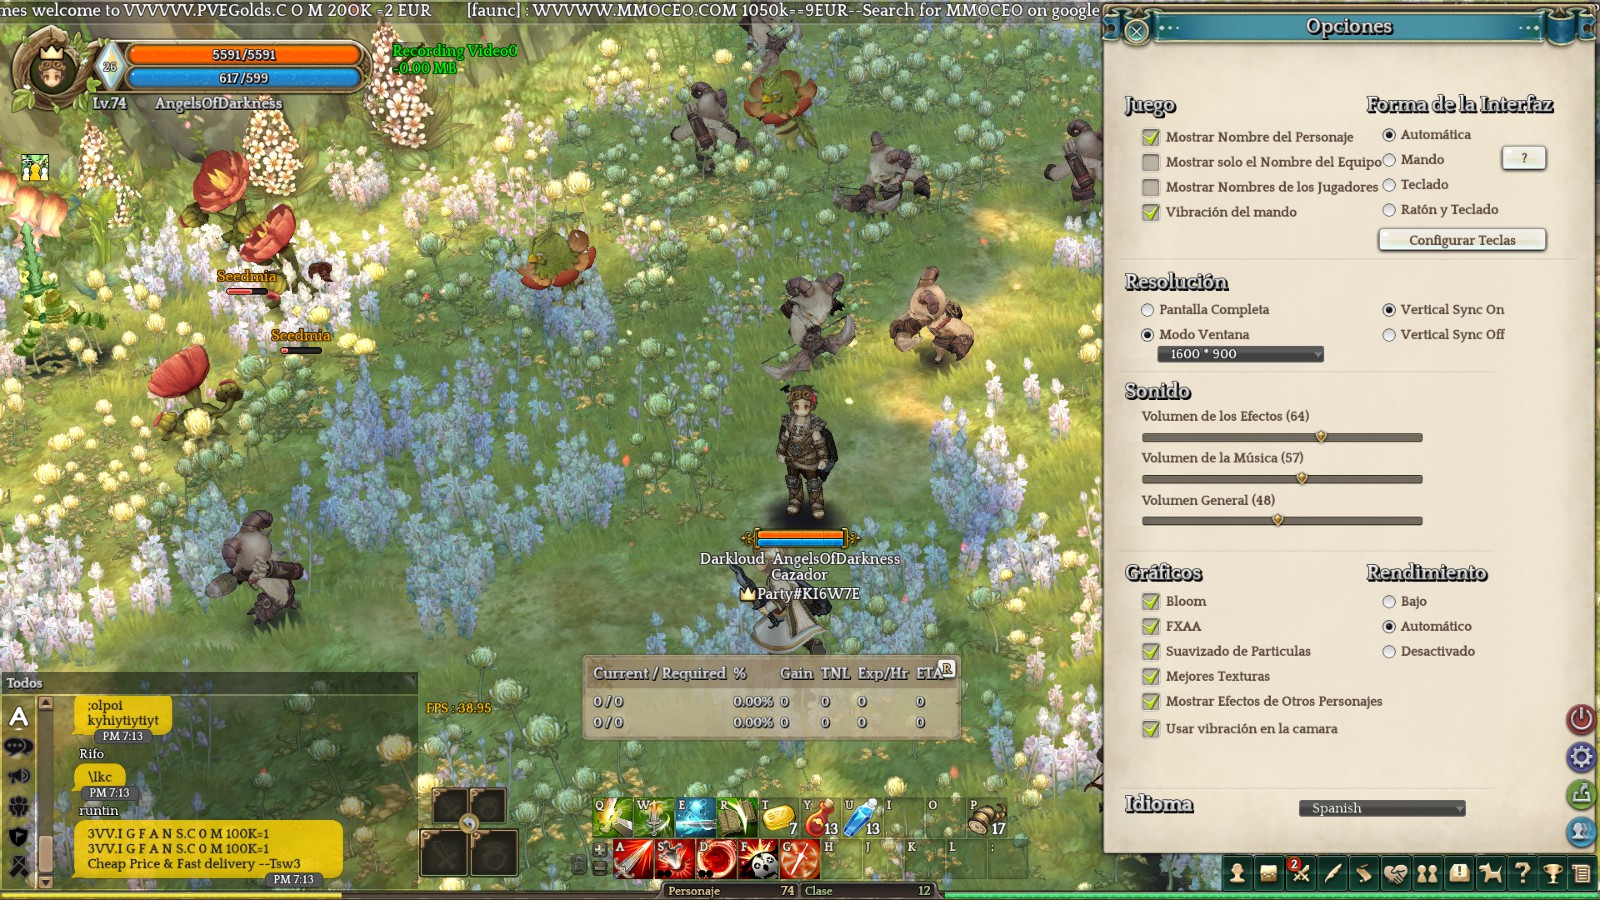 mes welcome to VVVVVV.PVEGolds.C O M 200K =2 EUR
[faunc] : WVVWW.MMOCEO.COM 1050k==9EUR--Search for MMOCEO on google
5591/5591
617/599
26
Lv.74
AngelsOfDarkness
Recording Video0
-0.00 MB
Seedmia
Seedmia
Darkloud AngelsOfDarkness
Cazador
Party#KI6W7E
Current / Required % Gain TNL Exp/Hr ETA R
0 / 0 0.00% 0 0 0 0
0 / 0 0.00% 0 0 0 0
FPS : 38.95
Todos
;olpoi
kyhiytiytiyt
PM 7:13
Rifo
\lkc
PM 7:13
runtin
3VV.I G F A N S.C 0 M 100K=1
3VV.I G F A N S.C 0 M 100K=1
Cheap Price & Fast delivery --Tsw3
PM 7:13
Q W E R T Y U I O P
7 13 13 17
A S D F G H J K L ;
Personaje 74 Clase 12
Opciones
Juego
Mostrar Nombre del Personaje
Mostrar solo el Nombre del Equipo
Mostrar Nombres de los Jugadores
Vibración del mando
Forma de la Interfaz
Automática
Mando
?
Teclado
Ratón y Teclado
Configurar Teclas
Resolución
Pantalla Completa
Modo Ventana
1600 * 900
Vertical Sync On
Vertical Sync Off
Sonido
Volumen de los Efectos (64)
Volumen de la Música (57)
Volumen General (48)
Gráficos
Bloom
FXAA
Suavizado de Particulas
Mejores Texturas
Mostrar Efectos de Otros Personajes
Usar vibración en la camara
Rendimiento
Bajo
Automático
Desactivado
Idioma
Spanish
2